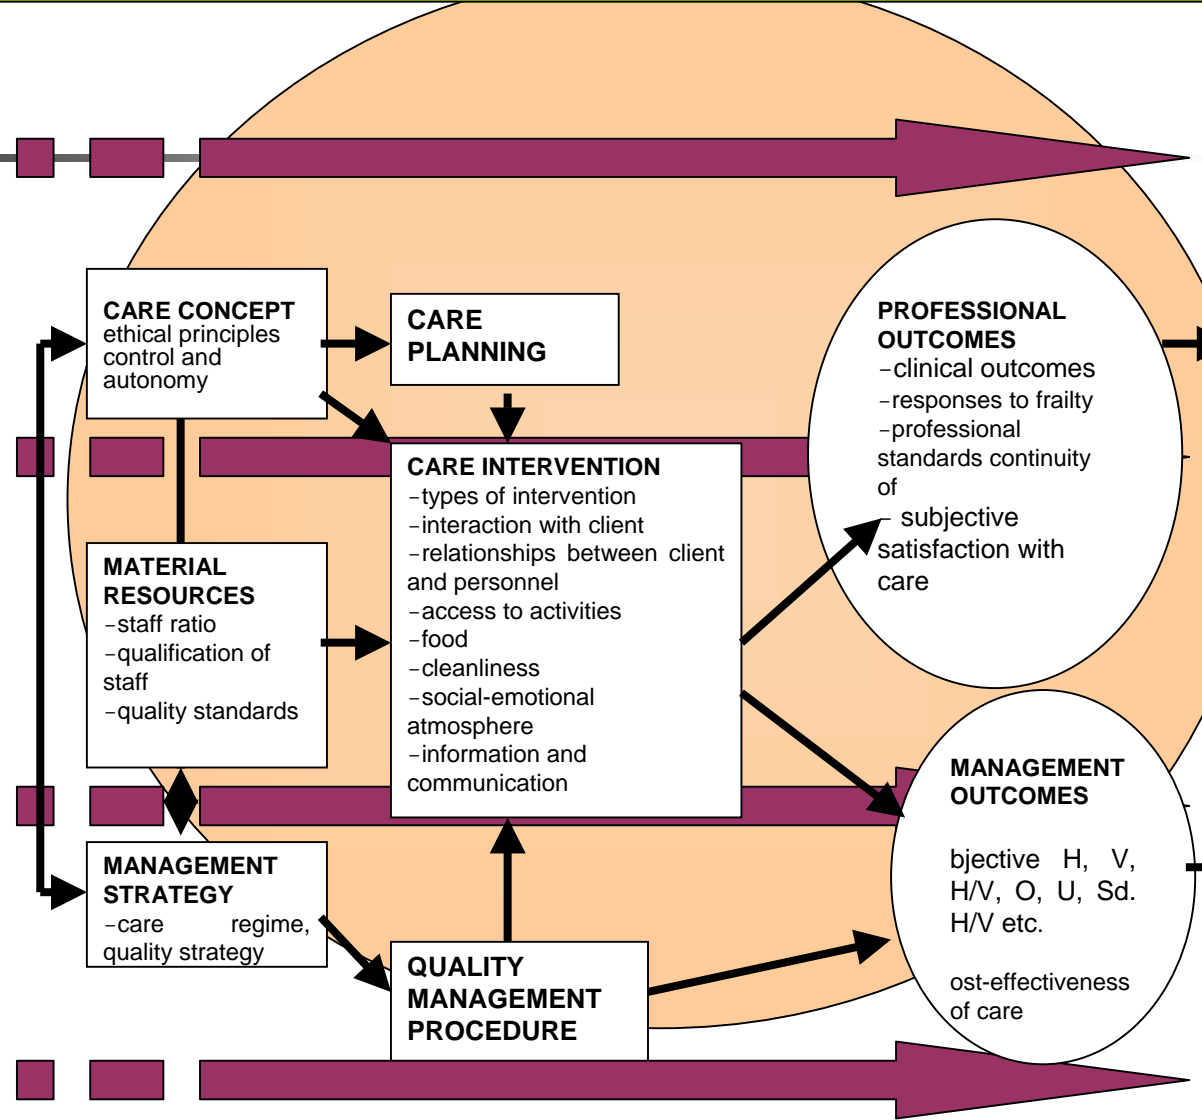 CARE CONCEPT
ethical principles
control and
autonomy
CARE
PLANNING
PROFESSIONAL
OUTCOMES
–clinical outcomes
–responses to frailty
–professional
standards continuity
of
– subjective
satisfaction with
care
CARE INTERVENTION
–types of intervention
–interaction with client
–relationships between client
and personnel
–access to activities
–food
–cleanliness
–social-emotional
atmosphere
–information and
communication
MATERIAL
RESOURCES
–staff ratio
–qualification of
staff
–quality standards
MANAGEMENT
OUTCOMES
bjective H, V,
H/V, O, U, Sd.
H/V etc.
ost-effectiveness
of care
MANAGEMENT
STRATEGY
–care regime,
quality strategy
QUALITY
MANAGEMENT
PROCEDURE